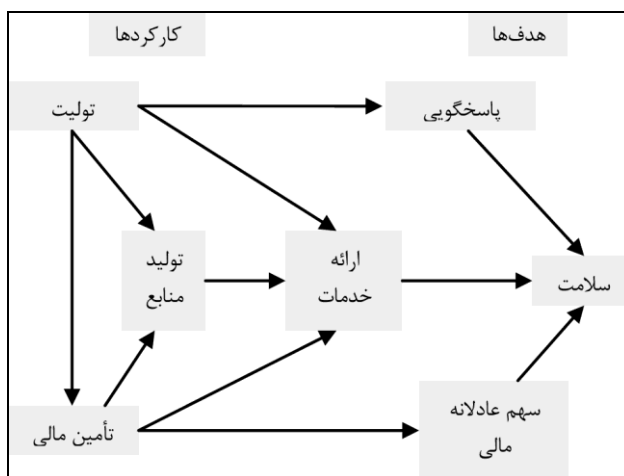 هدف‌ها
کارکردها
پاسخگویی
تولیت
ارائه
خدمات
تولید
منابع
سلامت
سهم عادلانه
مالی
تأمین مالی